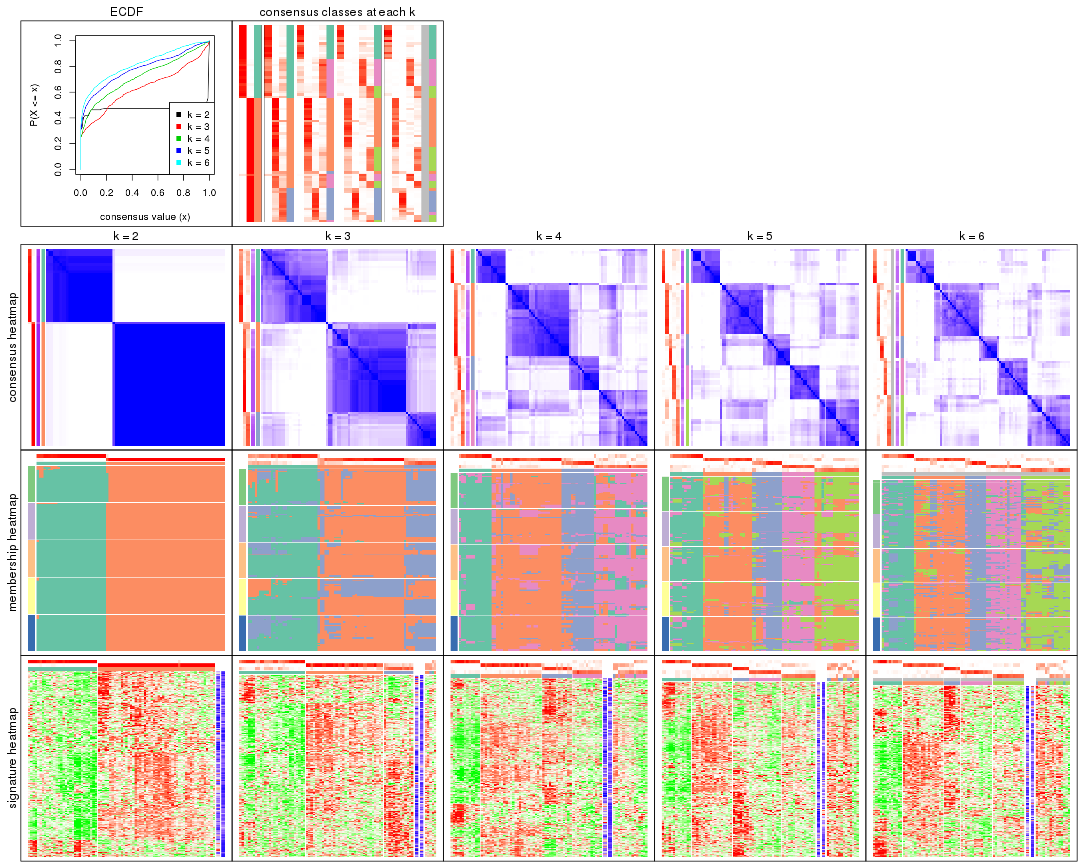 ECDF
consensus classes at each k
P(X <= x)
0.0 0.2 0.4 0.6 0.8 1.0
k = 2
k = 3
k = 4
k = 5
k = 6
0.0 0.2 0.4 0.6 0.8 1.0
consensus value (x)
k = 2 k = 3 k = 4 k = 5 k = 6
consensus heatmap
membership heatmap
signature heatmap